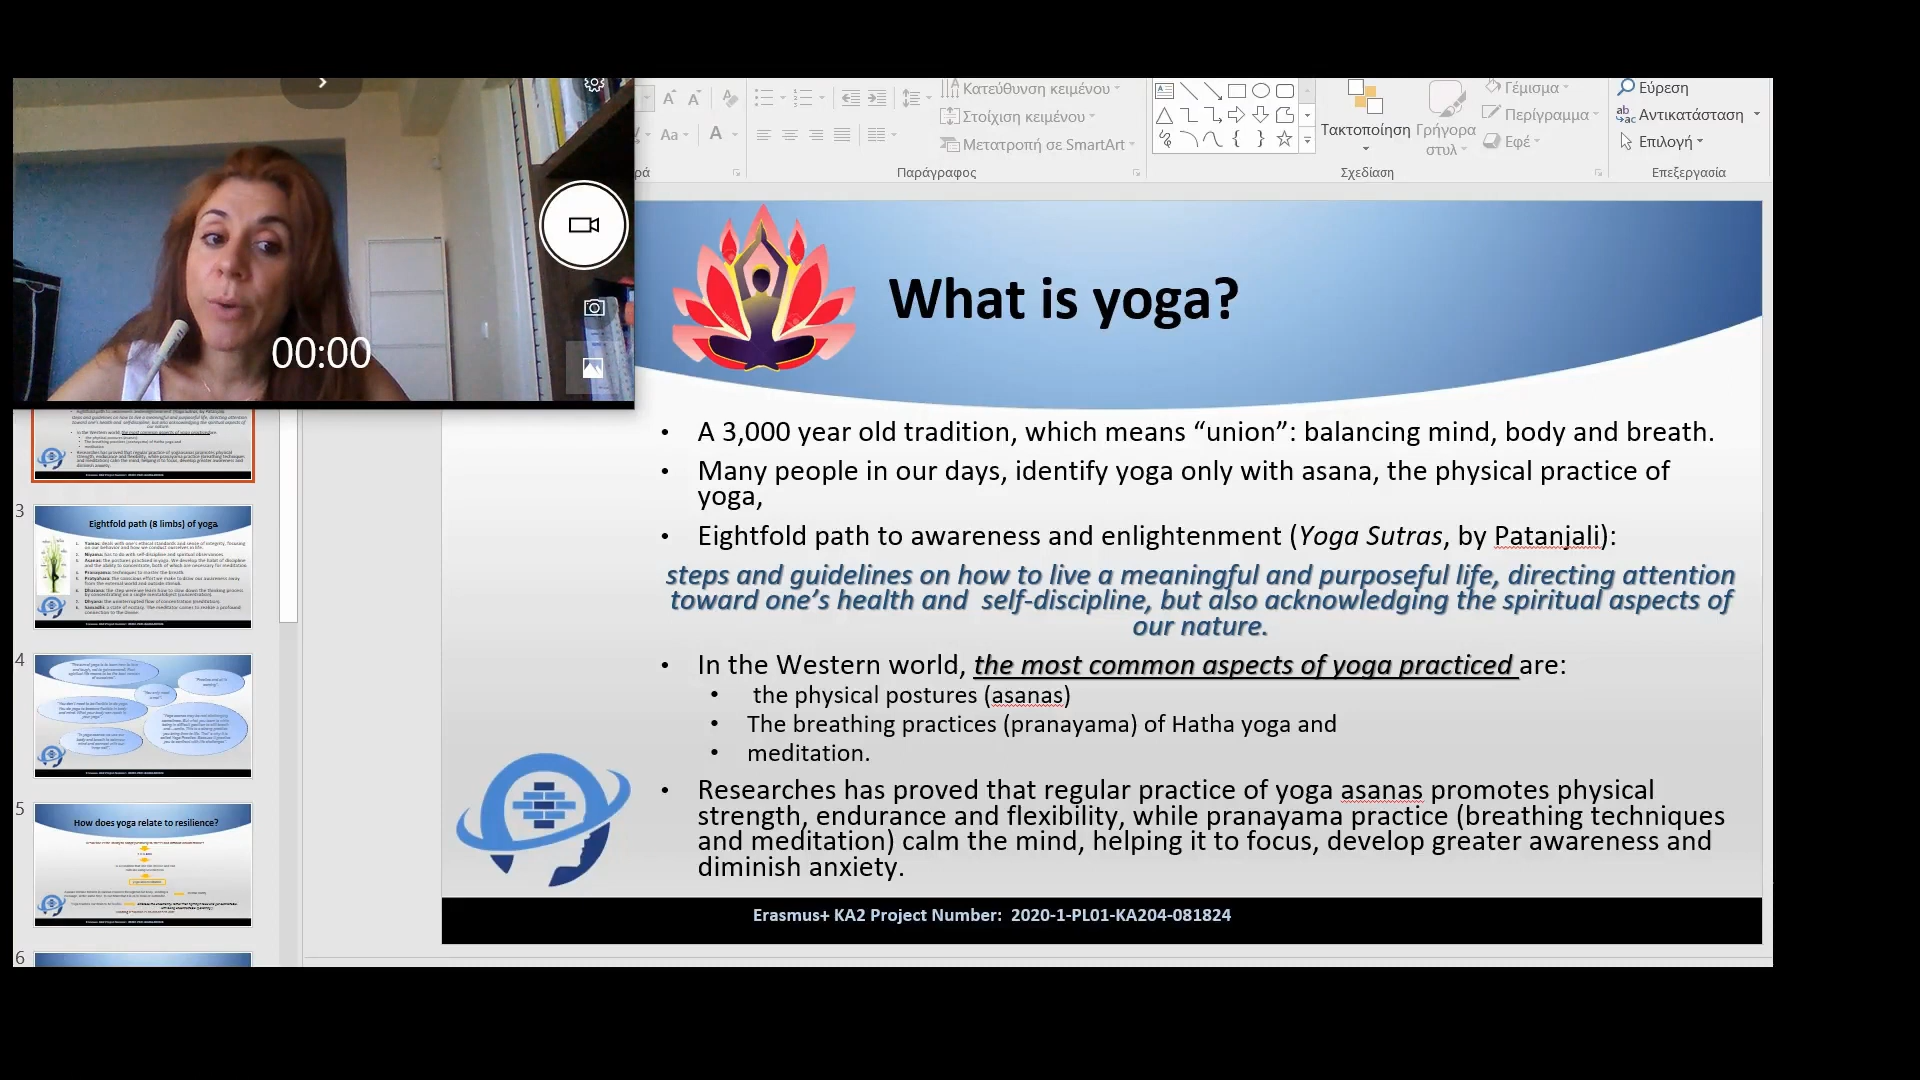 00:00
Aa
A
Κατεύθυνση κειμένου
Στοίχιση κειμένου
Μετατροπή σε SmartArt
Παράγραφος
Τακτοποίηση
Γρήγορα
στυλ
Γέμισμα
Περίγραμμα
Εφέ
Σχεδίαση
Εύρεση
Αντικατάσταση
Επιλογή
Επεξεργασία
What is yoga?
• A 3,000 year old tradition, which means “union”: balancing mind, body and breath.
• Many people in our days, identify yoga only with asana, the physical practice of
yoga,
• Eightfold path to awareness and enlightenment (Yoga Sutras, by Patanjali):
steps and guidelines on how to live a meaningful and purposeful life, directing attention
toward one’s health and self-discipline, but also acknowledging the spiritual aspects of
our nature.
• In the Western world, the most common aspects of yoga practiced are:
• the physical postures (asanas)
• The breathing practices (pranayama) of Hatha yoga and
• meditation.
• Researches has proved that regular practice of yoga asanas promotes physical
strength, endurance and flexibility, while pranayama practice (breathing techniques
and meditation) calm the mind, helping it to focus, develop greater awareness and
diminish anxiety.
Erasmus+ KA2 Project Number: 2020-1-PL01-KA204-081824
3
Eightfold path (8 limbs) of yoga
4
5
How does yoga relate to resilience?
6